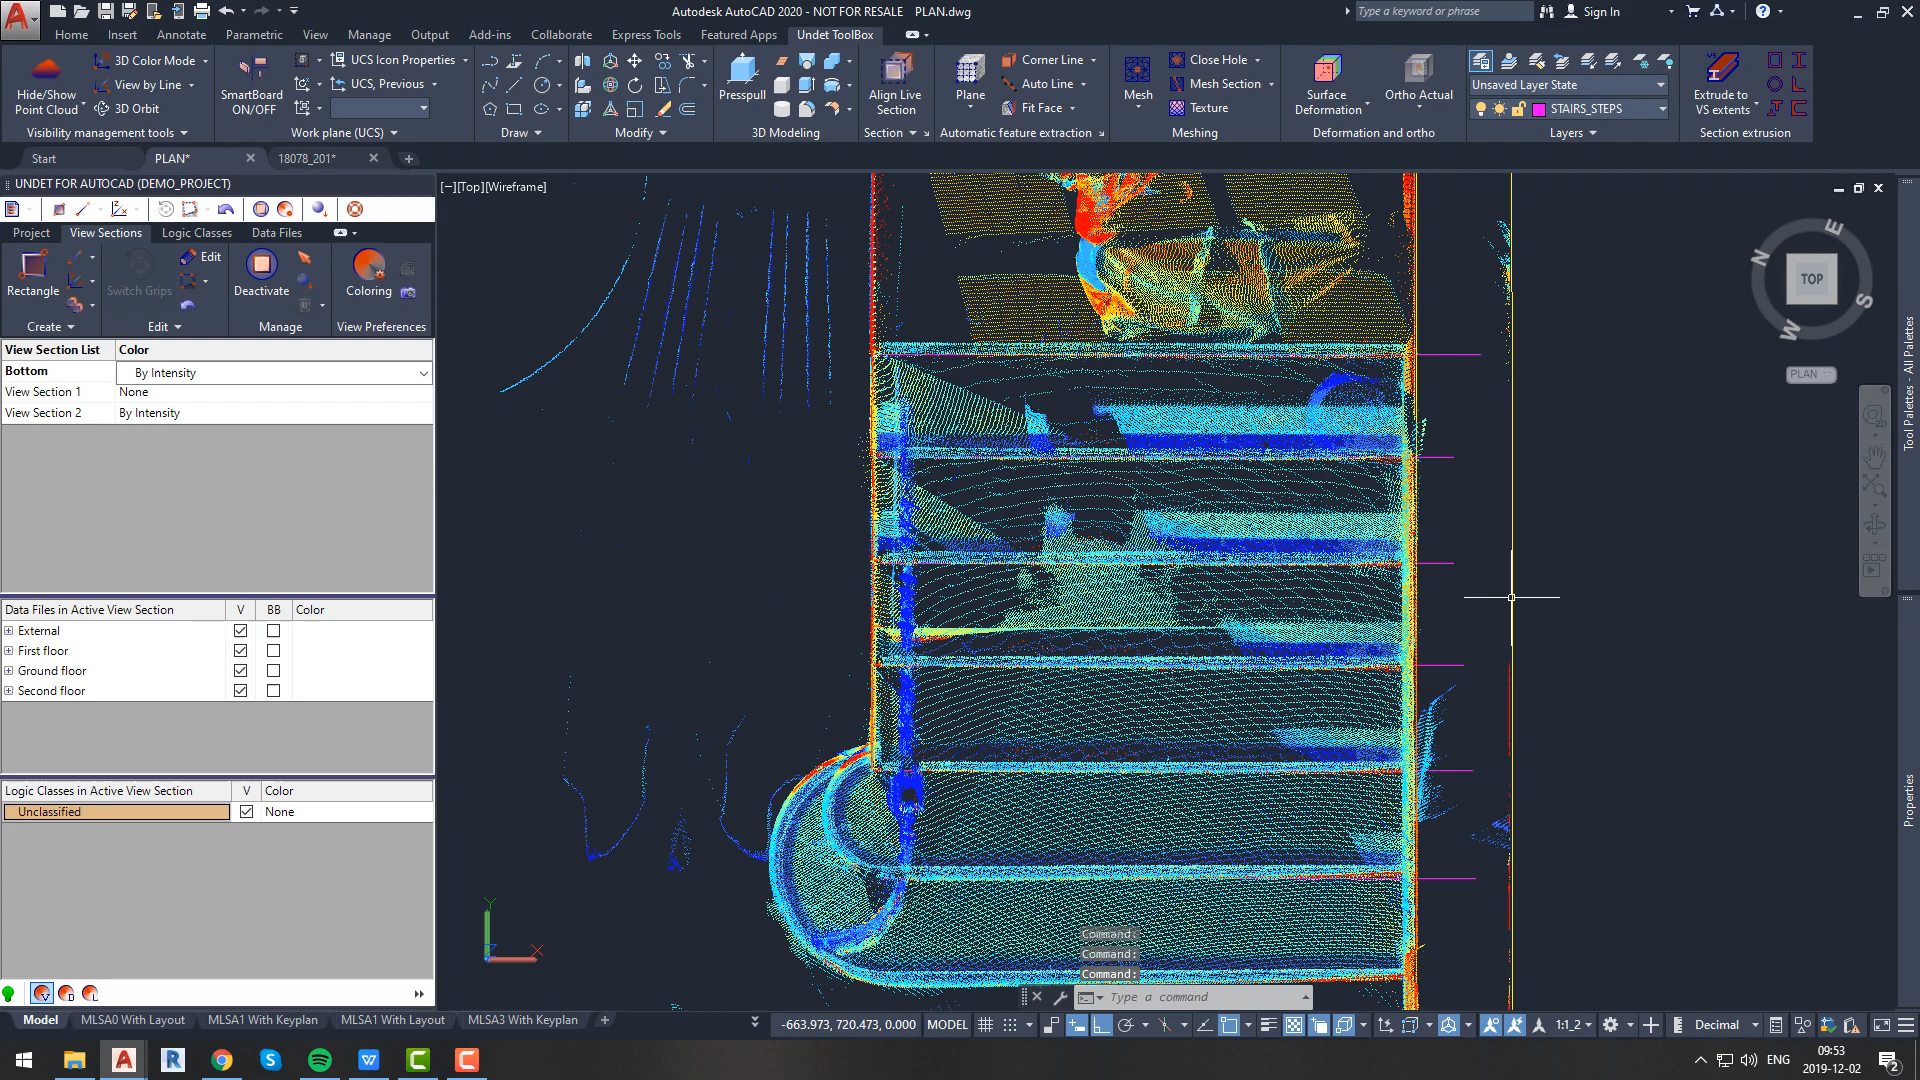 Autodesk AutoCAD 2020 - NOT FOR RESALE PLAN.dwg
Type a keyword or phrase
Sign In
Home Insert Annotate Parametric View Manage Output Add-ins Collaborate Express Tools Featured Apps Undet ToolBox
Hide/Show
Point Cloud
3D Color Mode
View by Line
3D Orbit
SmartBoard
ON/OFF
UCS Icon Properties
UCS, Previous
Presspull
Align Live
Section
Plane
Corner Line
Auto Line
Fit Face
Mesh
Close Hole
Mesh Section
Texture
Surface
Deformation
Ortho Actual
Unsaved Layer State
STAIRS_STEPS
Extrude to
VS extents
Visibility management tools Work plane (UCS) Draw Modify 3D Modeling Section Automatic feature extraction Meshing Deformation and ortho Layers Section extrusion
Start PLAN* 18078_201*
UNDET FOR AUTOCAD (DEMO_PROJECT)
[−][Top][Wireframe]
Project View Sections Logic Classes Data Files
Rectangle
Switch Grips
Edit
Deactivate
Coloring
Create Edit Manage View Preferences
View Section List Color
Bottom By Intensity
View Section 1 None
View Section 2 By Intensity
Data Files in Active View Section V BB Color
External
First floor
Ground floor
Second floor
Logic Classes in Active View Section V Color
Unclassified None
N E S W
TOP
PLAN
Tool Palettes - All Palettes
Properties
Y
X
Z
Command:
Command:
Command:
Type a command
Model MLSA0 With Layout MLSA1 With Keyplan MLSA1 With Layout MLSA3 With Keyplan
-663.973, 720.473, 0.000 MODEL 1:1_2 Decimal
ENG
09:53
2019-12-02
2